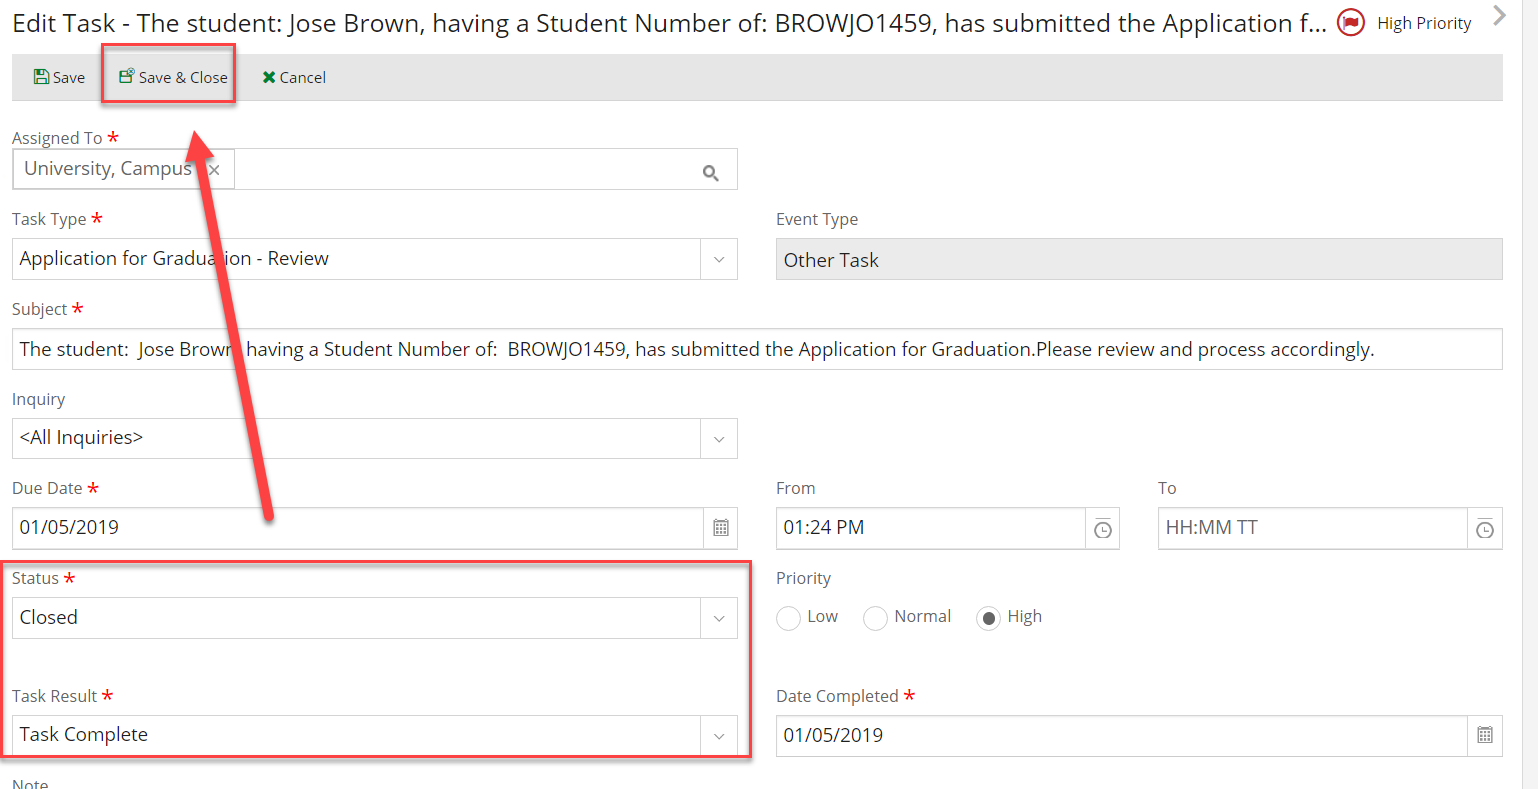 Edit Task - The student: Jose Brown, having a Student Number of: BROWJO1459, has submitted the Application f... High Priority
Save Save & Close Cancel
Assigned To *
University, Campus ×
Task Type * Event Type
Application for Graduation - Review Other Task
Subject *
The student:  Jose Brown, having a Student Number of:  BROWJO1459, has submitted the Application for Graduation.Please review and process accordingly.
Inquiry
<All Inquiries>
Due Date * From To
01/05/2019 01:24 PM HH:MM TT
Status * Priority
Closed Low Normal High
Task Result * Date Completed *
Task Complete 01/05/2019
Note